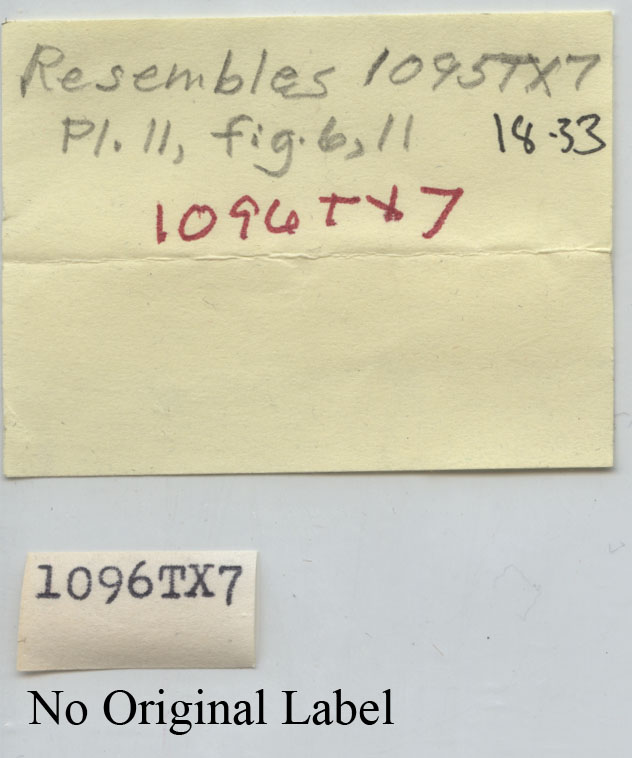 Resembles 1095TX7
Pl. 11, fig. 6, 11 18-33
1096TX7
1096TX7
No Original Label